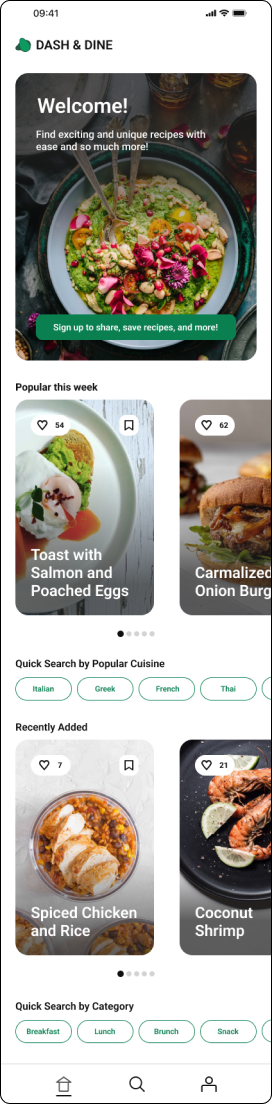 09:41
DASH & DINE
Welcome!
Find exciting and unique recipes with
ease and so much more!
Sign up to share, save recipes, and more!
Popular this week
54
62
Toast with
Salmon and
Poached Eggs
Carmalized
Onion Burg
Quick Search by Popular Cuisine
Italian
Greek
French
Thai
Recently Added
7
21
Spiced Chicken
and Rice
Coconut
Shrimp
Quick Search by Category
Breakfast
Lunch
Brunch
Snack